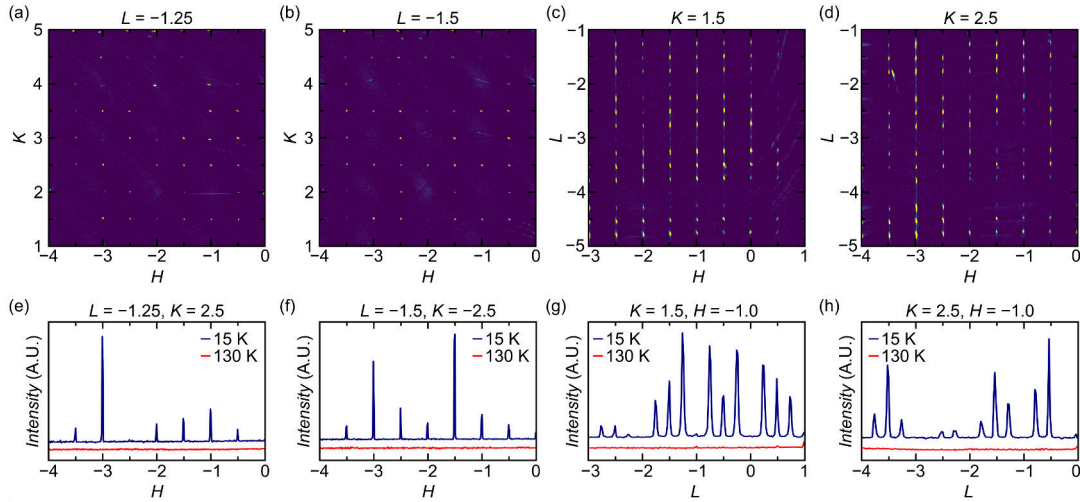 (a) L = −1.25
(b) L = −1.5
(c) K = 1.5
(d) K = 2.5
5
4
3
2
1
K
−4 −3 −2 −1 0
H
5
4
3
2
1
K
−4 −3 −2 −1 0
H
−1
−2
−3
−4
−5
L
−4 −3 −2 −1 0 1
H
−1
−2
−3
−4
−5
L
−4 −3 −2 −1 0
H
(e) L = −1.25, K = 2.5
Intensity (A.U.)
15 K
130 K
−4 −3 −2 −1 0
H
(f) L = −1.5, K = −2.5
Intensity (A.U.)
15 K
130 K
−4 −3 −2 −1 0
H
(g) K = 1.5, H = −1.0
Intensity (A.U.)
15 K
130 K
−3 −2 −1 0 1
L
(h) K = 2.5, H = −1.0
Intensity (A.U.)
15 K
130 K
−4 −3 −2 −1 0
L